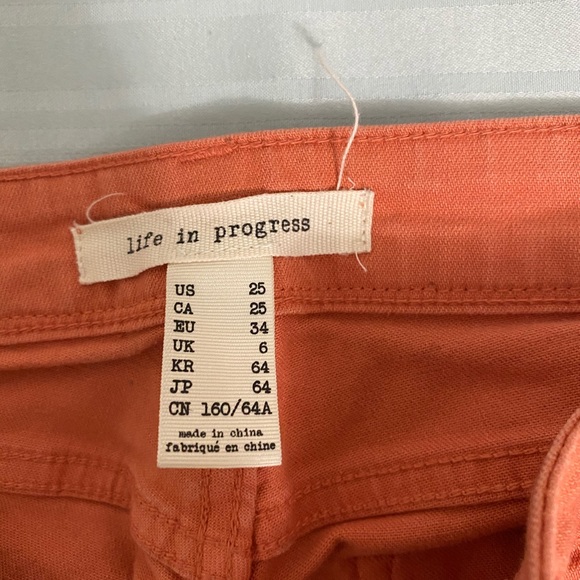 life in progress
US 25
CA 25
EU 34
UK 6
KR 64
JP 64
CN 160/64A
made in china
fabriqué en chine